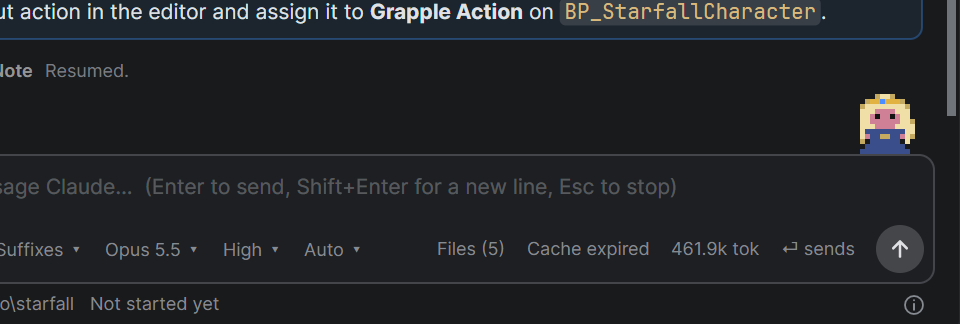 ut action in the editor and assign it to Grapple Action on BP_StarfallCharacter.
Note Resumed.
sage Claude... (Enter to send, Shift+Enter for a new line, Esc to stop)
Suffixes ▾ Opus 5.5 ▾ High ▾ Auto ▾ Files (5) Cache expired 461.9k tok ⏎ sends
o\starfall Not started yet